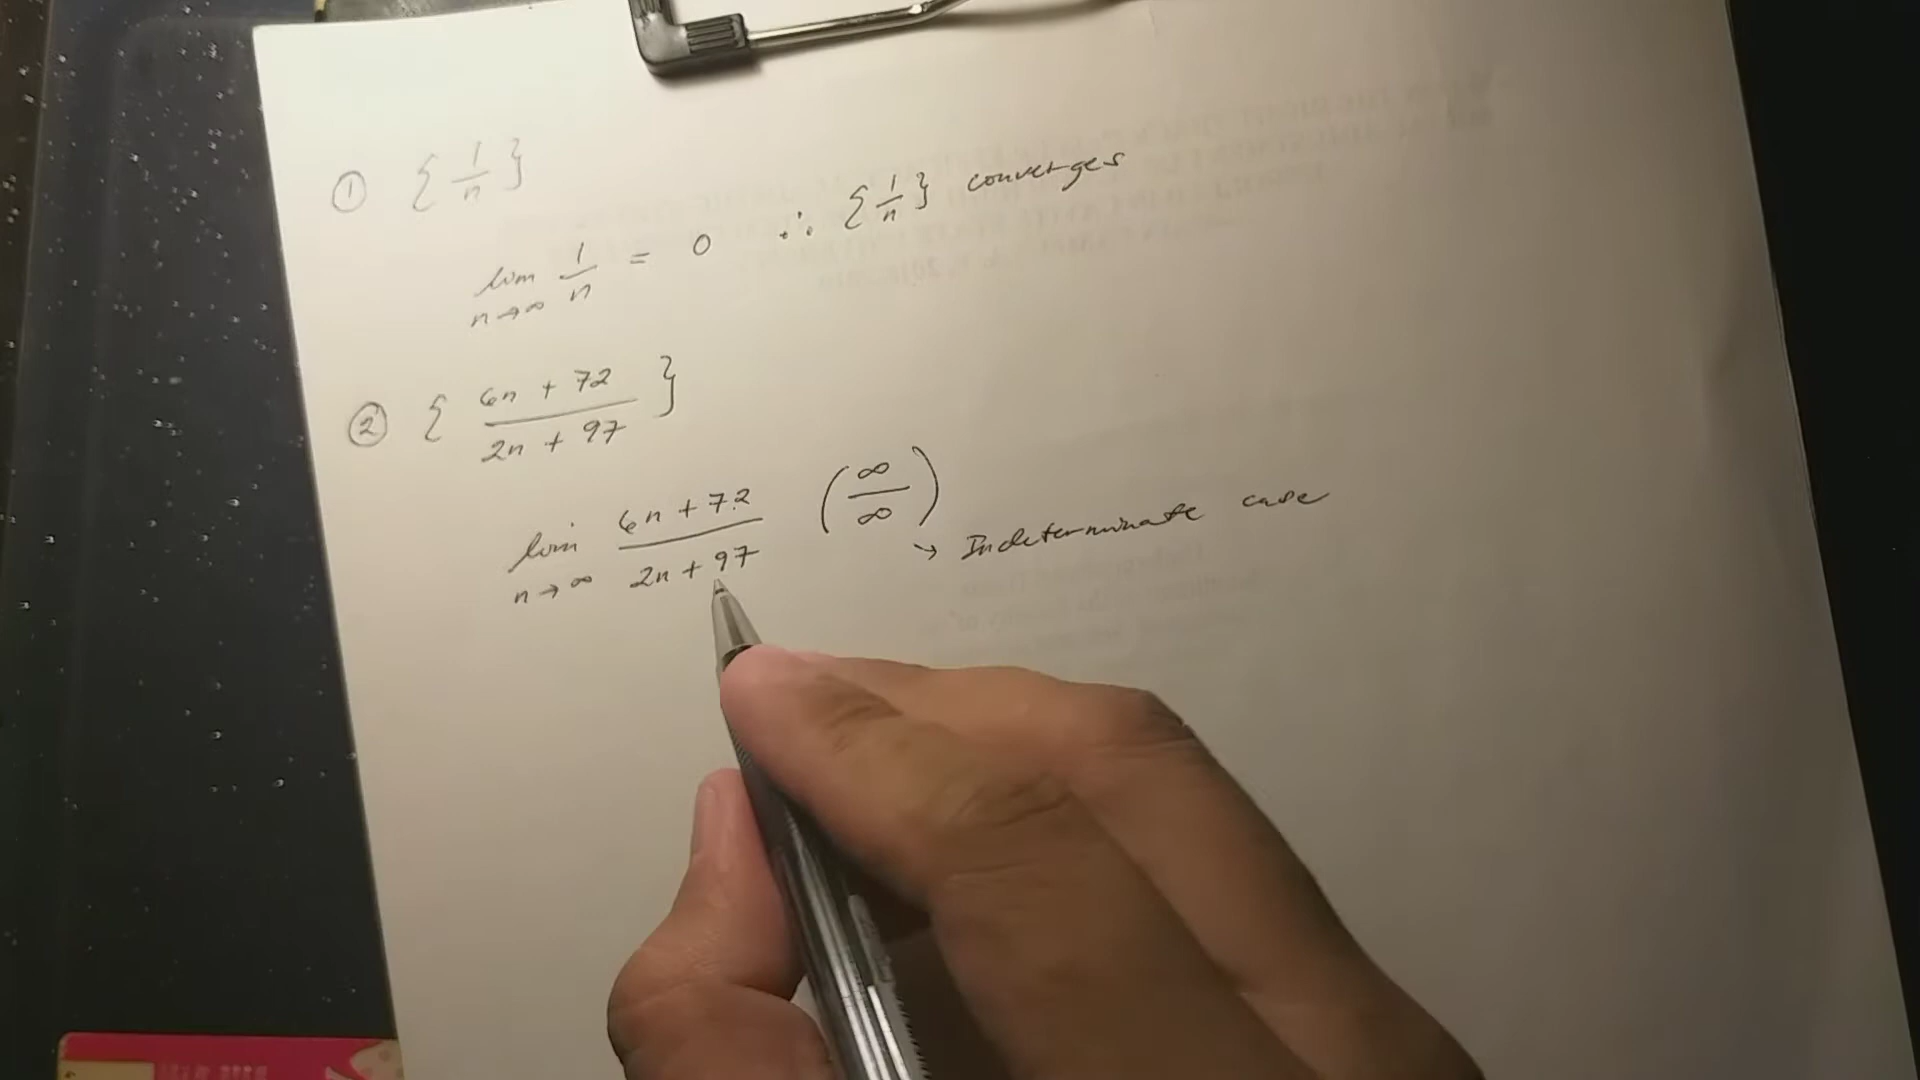 ① { 1/n }
lim n→∞ 1/n = 0 ∴ { 1/n } converges
② { (6n + 72)/(2n + 97) }
lim n→∞ (6n + 72)/(2n + 97) (∞/∞)
→ Indeterminate case